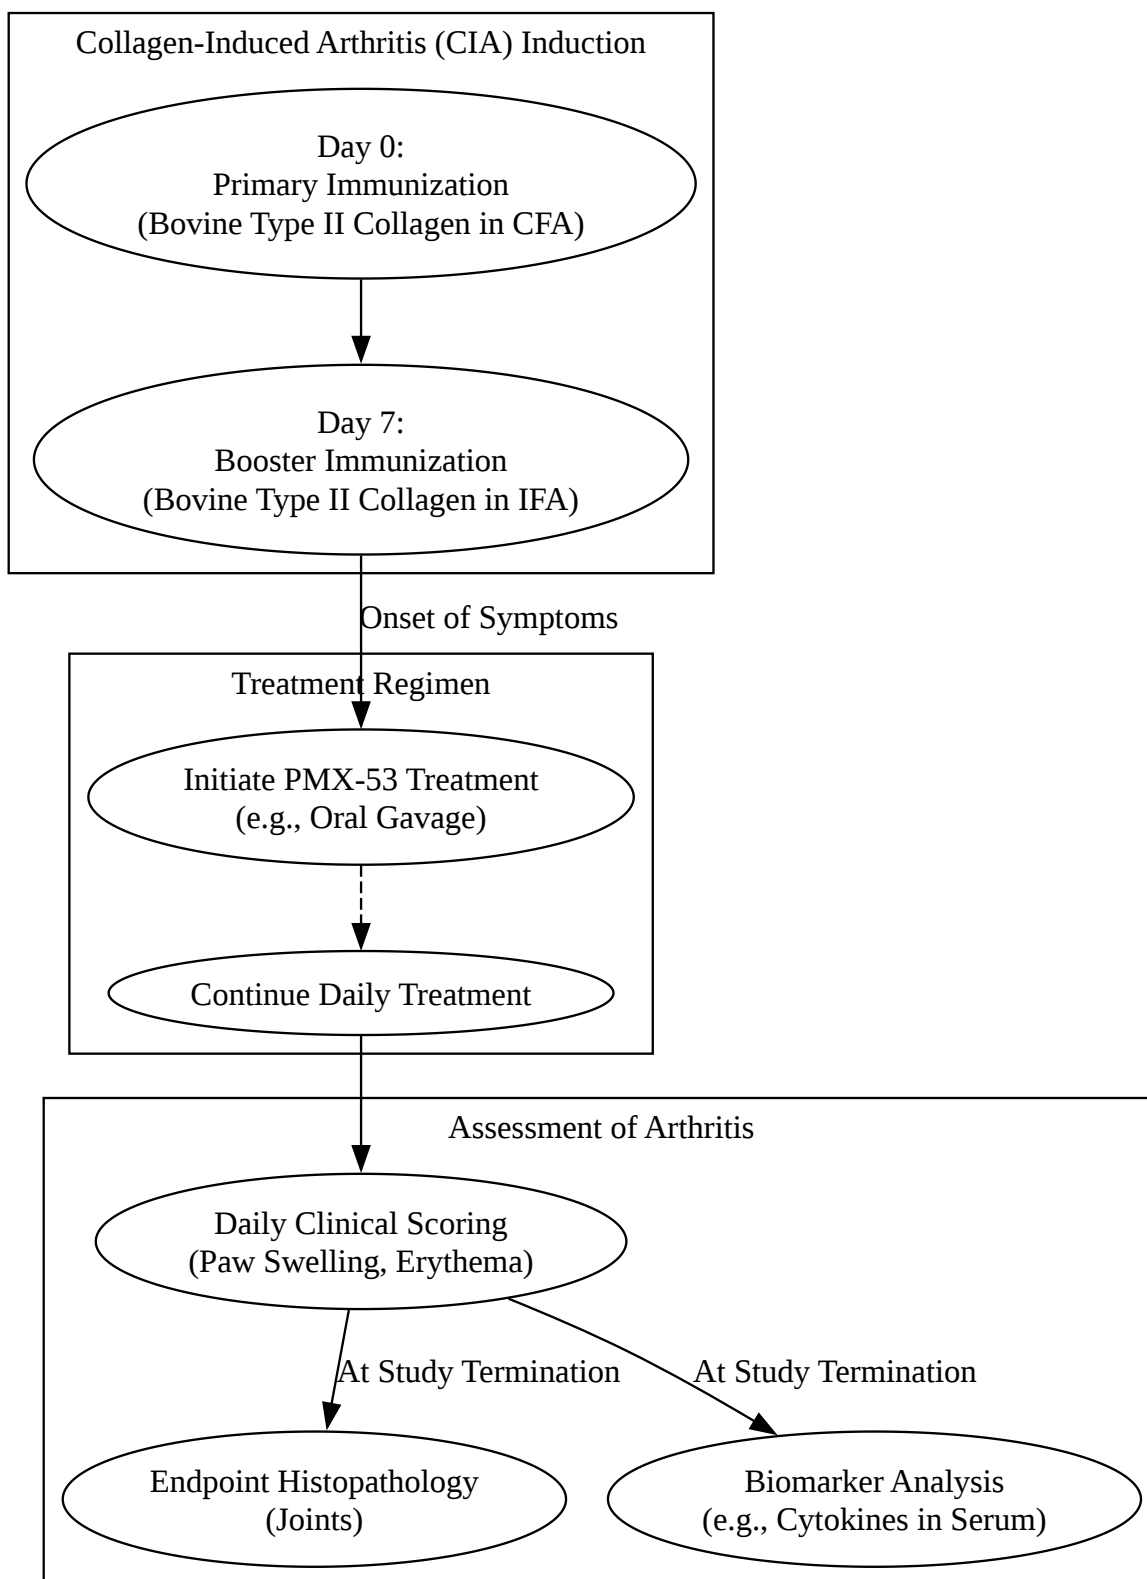 Collagen-Induced Arthritis (CIA) Induction
Day 0:
Primary Immunization
(Bovine Type II Collagen in CFA)
Day 7:
Booster Immunization
(Bovine Type II Collagen in IFA)
Onset of Symptoms
Treatment Regimen
Initiate PMX-53 Treatment
(e.g., Oral Gavage)
Continue Daily Treatment
Assessment of Arthritis
Daily Clinical Scoring
(Paw Swelling, Erythema)
At Study Termination
At Study Termination
Endpoint Histopathology
(Joints)
Biomarker Analysis
(e.g., Cytokines in Serum)